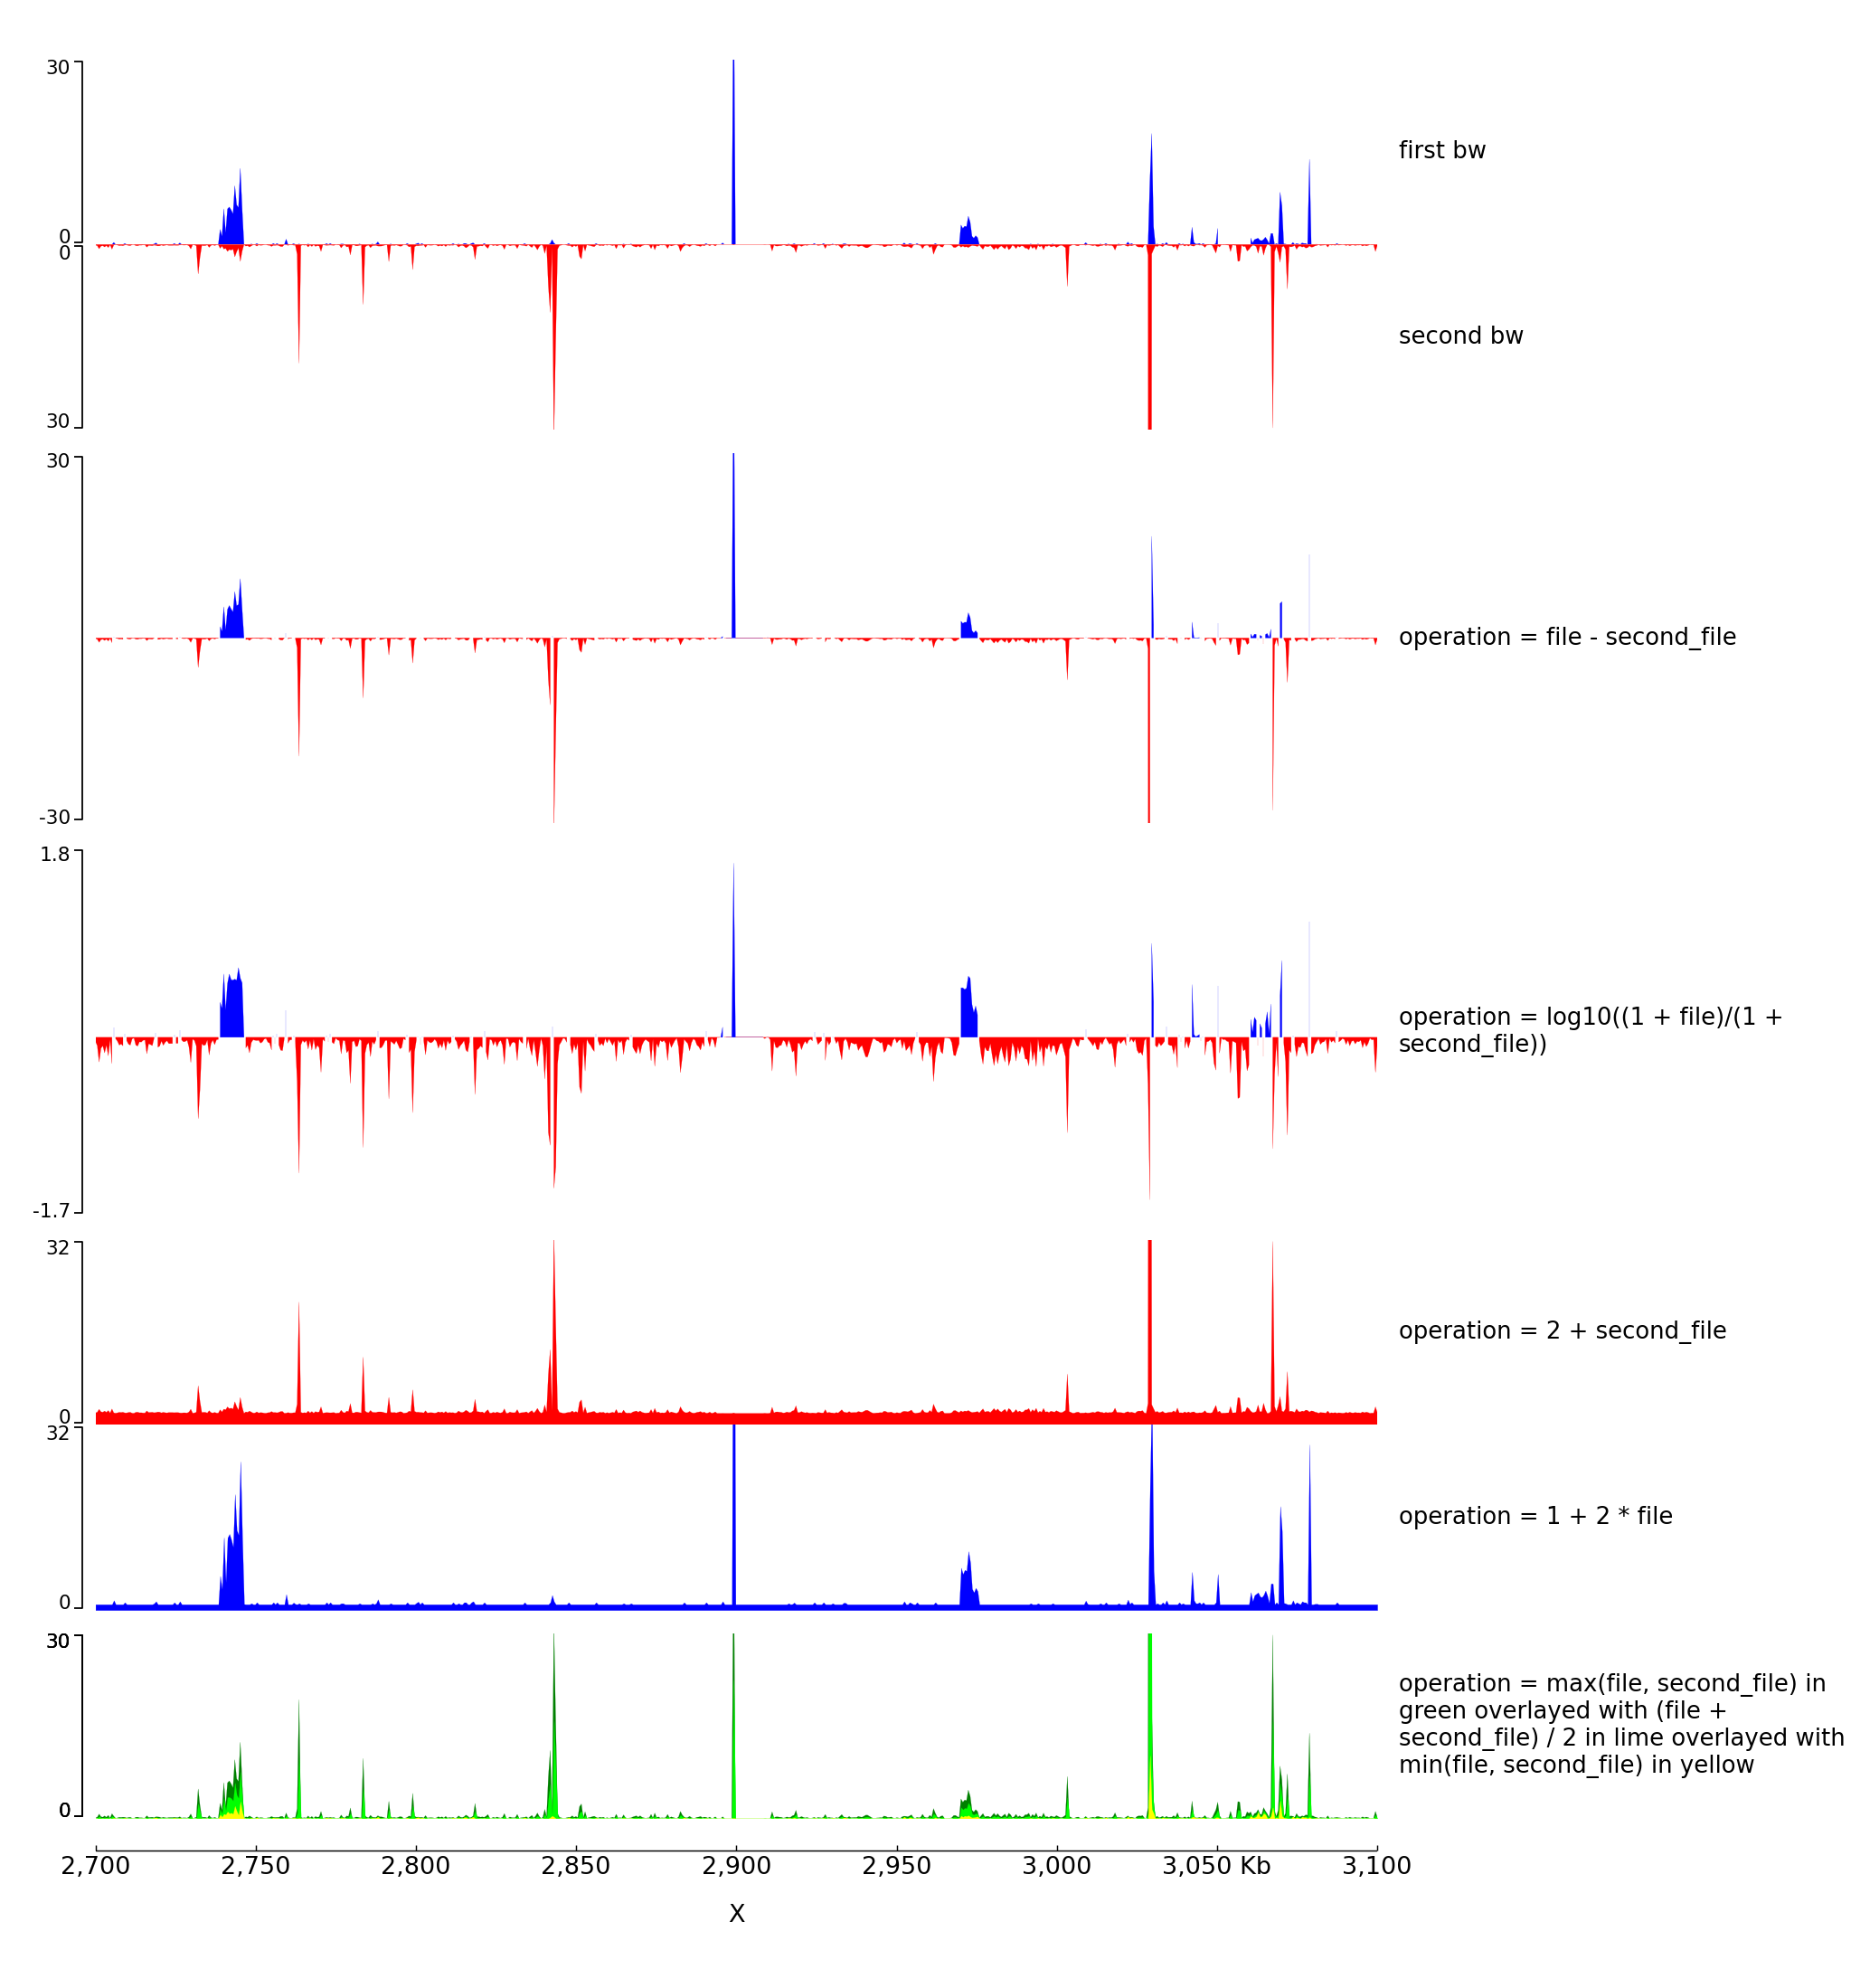 30
first bw
0
0
second bw
30
30
operation = file - second_file
-30
1.8
operation = log10((1 + file)/(1 +
second_file))
-1.7
32
operation = 2 + second_file
0
32
operation = 1 + 2 * file
0
30
operation = max(file, second_file) in
green overlayed with (file +
second_file) / 2 in lime overlayed with
min(file, second_file) in yellow
0
2,700 2,750 2,800 2,850 2,900 2,950 3,000 3,050 Kb 3,100
X